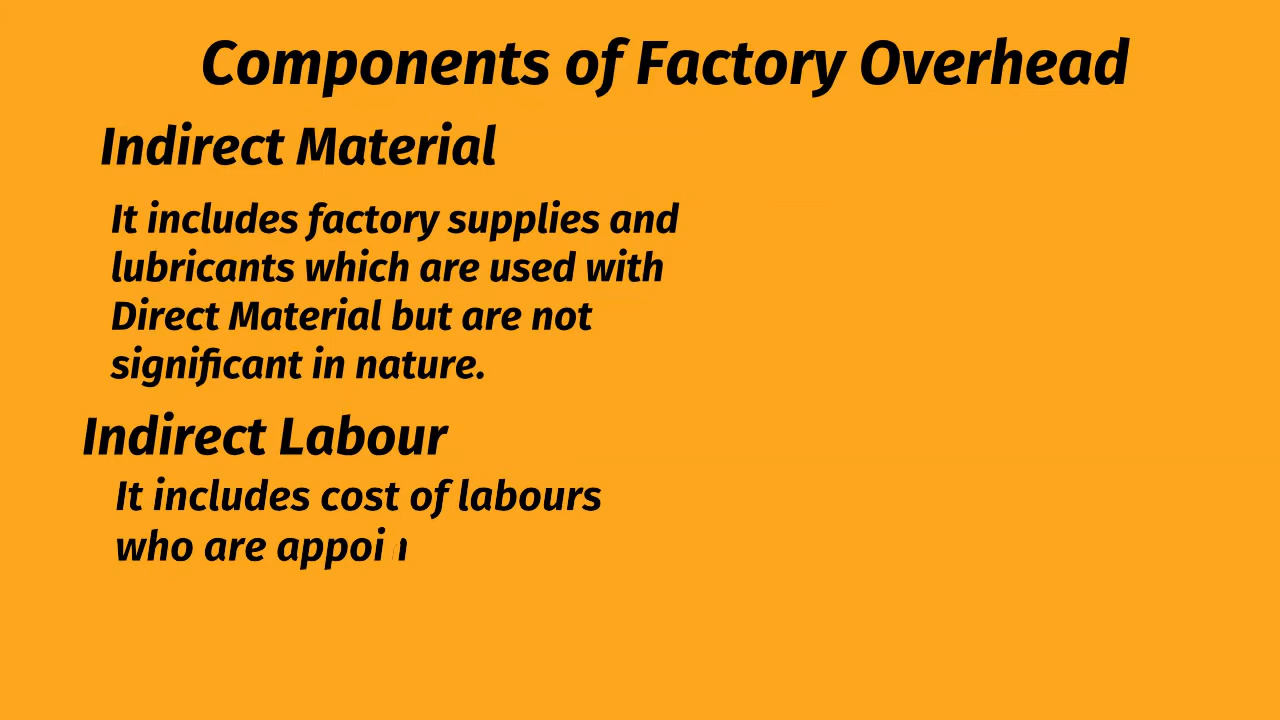 Components of Factory Overhead
Indirect Material
It includes factory supplies and
lubricants which are used with
Direct Material but are not
significant in nature.
Indirect Labour
It includes cost of labours
who are